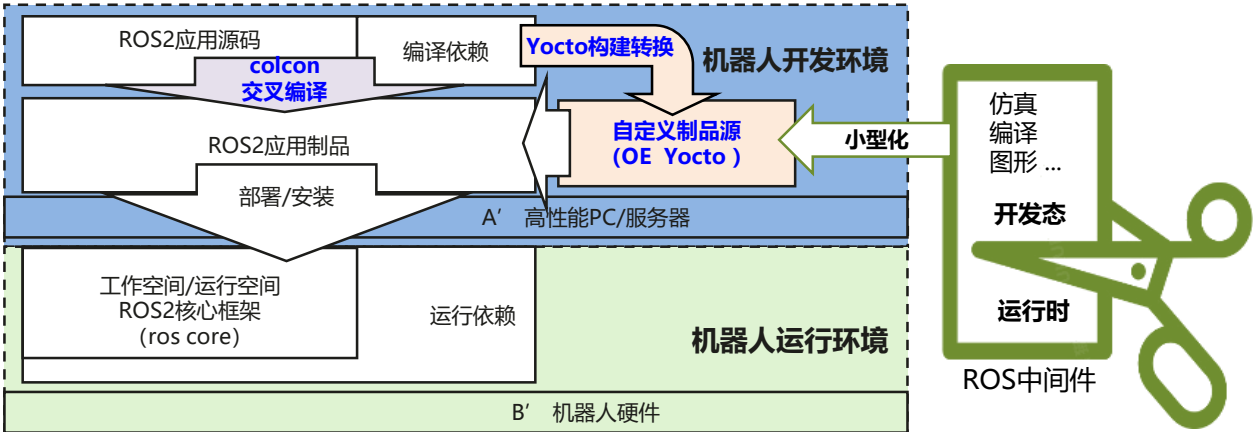 ROS2应用源码
编译依赖
colcon
交叉编译
Yocto构建转换
机器人开发环境
ROS2应用制品
自定义制品源
(OE Yocto )
小型化
部署/安装
A’ 高性能PC/服务器
工作空间/运行空间
ROS2核心框架
(ros core)
运行依赖
机器人运行环境
B’ 机器人硬件
仿真
编译
图形 ...
开发态
运行时
ROS中间件